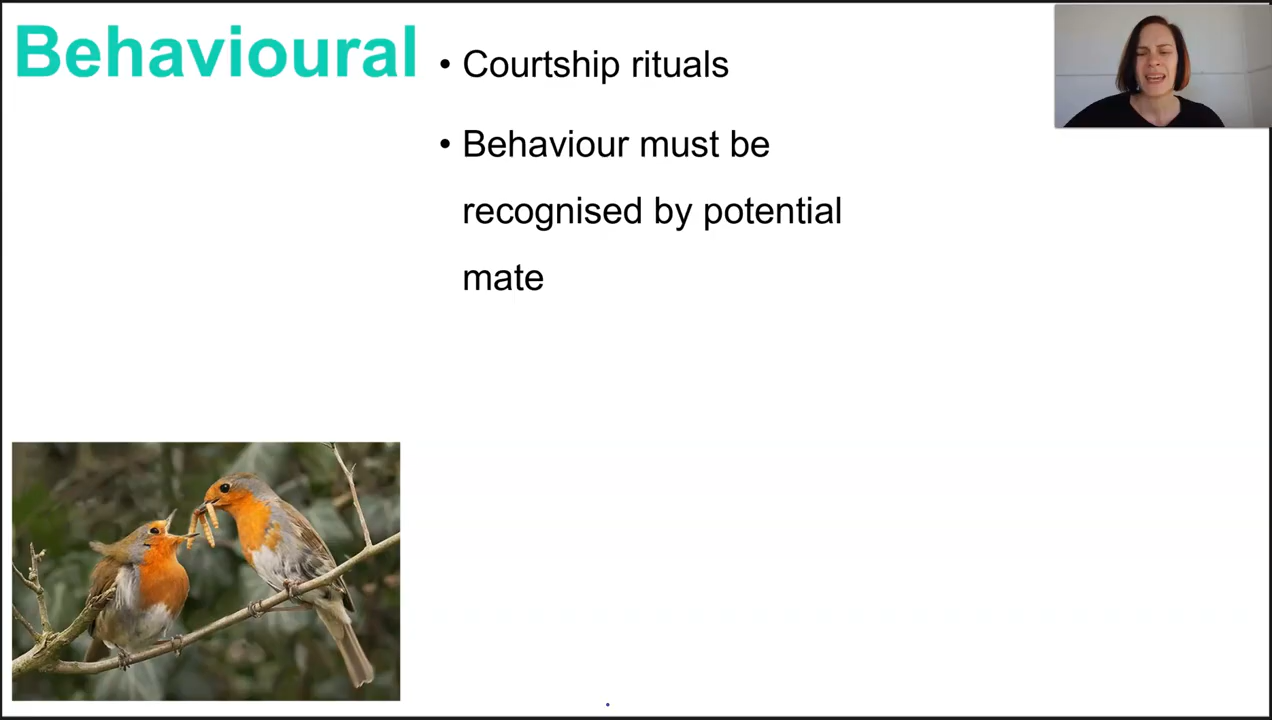 Behavioural
• Courtship rituals
• Behaviour must be
recognised by potential
mate